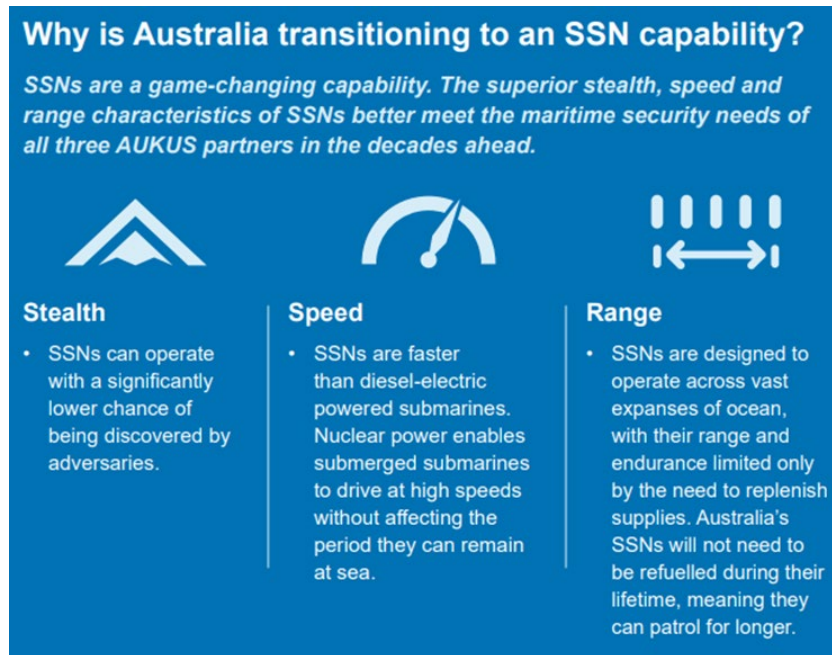 Why is Australia transitioning to an SSN capability?
SSNs are a game-changing capability. The superior stealth, speed and
range characteristics of SSNs better meet the maritime security needs of
all three AUKUS partners in the decades ahead.
Stealth
• SSNs can operate
with a significantly
lower chance of
being discovered by
adversaries.
Speed
• SSNs are faster
than diesel-electric
powered submarines.
Nuclear power enables
submerged submarines
to drive at high speeds
without affecting the
period they can remain
at sea.
Range
• SSNs are designed to
operate across vast
expanses of ocean,
with their range and
endurance limited only
by the need to replenish
supplies. Australia’s
SSNs will not need to
be refuelled during their
lifetime, meaning they
can patrol for longer.